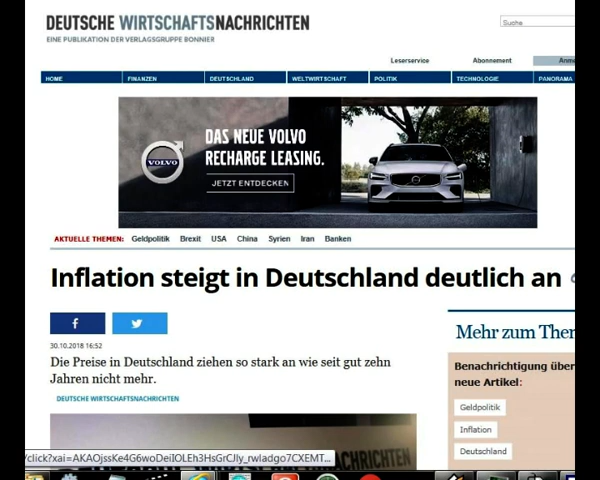 DEUTSCHE WIRTSCHAFTSNACHRICHTEN
EINE PUBLIKATION DER VERLAGSGRUPPE BONNIER
Suche
Leserservice Abonnement Anme
HOME FINANZEN DEUTSCHLAND WELTWIRTSCHAFT POLITIK TECHNOLOGIE PANORAMA
DAS NEUE VOLVO
RECHARGE LEASING.
VOLVO
JETZT ENTDECKEN
AKTUELLE THEMEN: Geldpolitik Brexit USA China Syrien Iran Banken
Inflation steigt in Deutschland deutlich an
30.10.2018 16:52
Die Preise in Deutschland ziehen so stark an wie seit gut zehn
Jahren nicht mehr.
DEUTSCHE WIRTSCHAFTSNACHRICHTEN
Mehr zum Them
Benachrichtigung über
neue Artikel:
Geldpolitik
Inflation
Deutschland